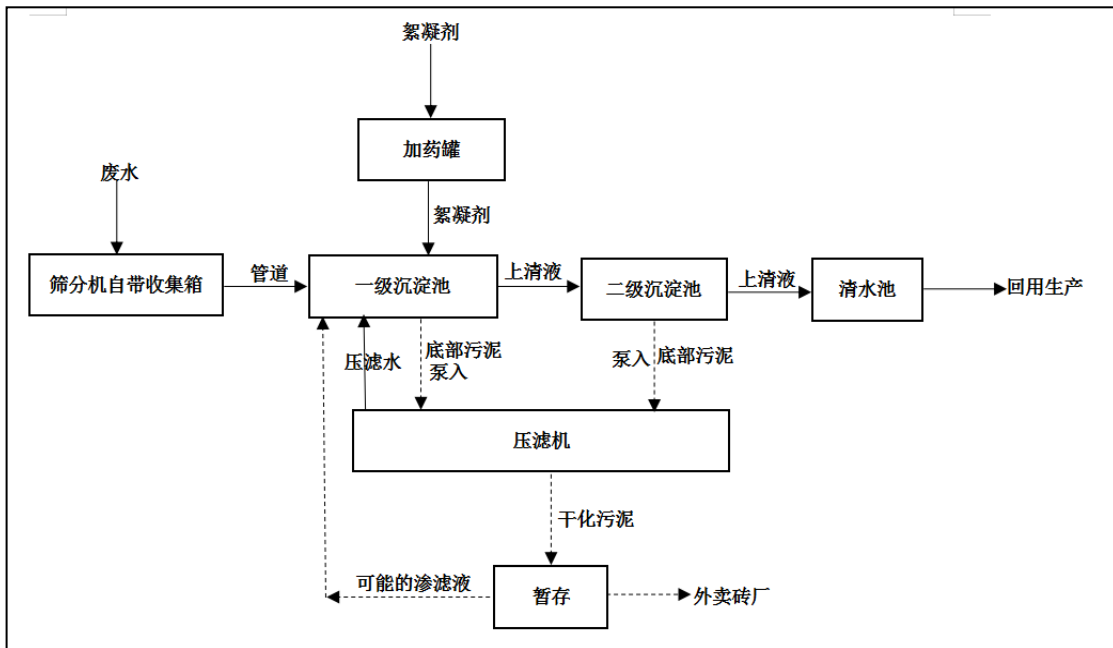 絮凝剂
加药罐
废水
絮凝剂
筛分机自带收集箱
管道
一级沉淀池
上清液
二级沉淀池
上清液
清水池
回用生产
压滤水
底部污泥
泵入
泵入
底部污泥
压滤机
干化污泥
可能的渗滤液
暂存
外卖砖厂